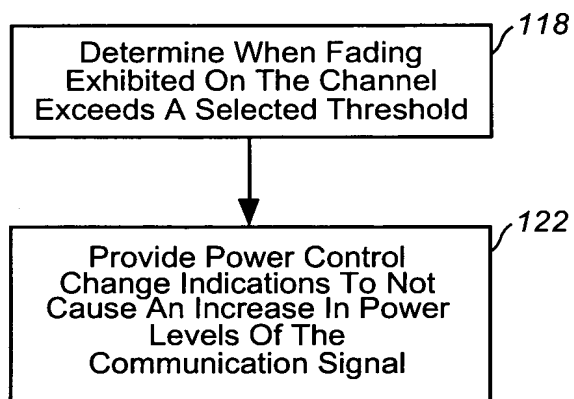 118
Determine When Fading
Exhibited On The Channel
Exceeds A Selected Threshold
122
Provide Power Control
Change Indications To Not
Cause An Increase In Power
Levels Of The
Communication Signal